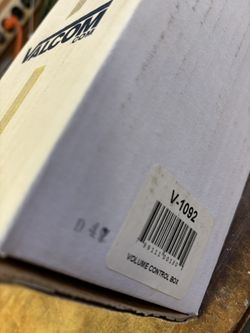 VALCOM
.COM
V-1092
VOLUME CONTROL BOX